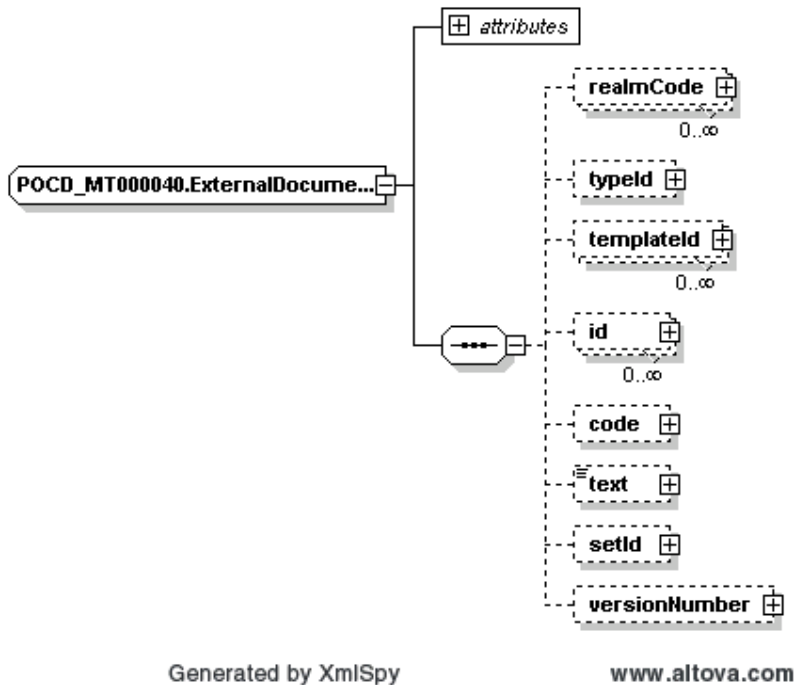 attributes
realmCode
0..∞
POCD_MT000040.ExternalDocume...
typeId
templateId
0..∞
id
0..∞
code
text
setId
versionNumber
Generated by XmlSpy www.altova.com